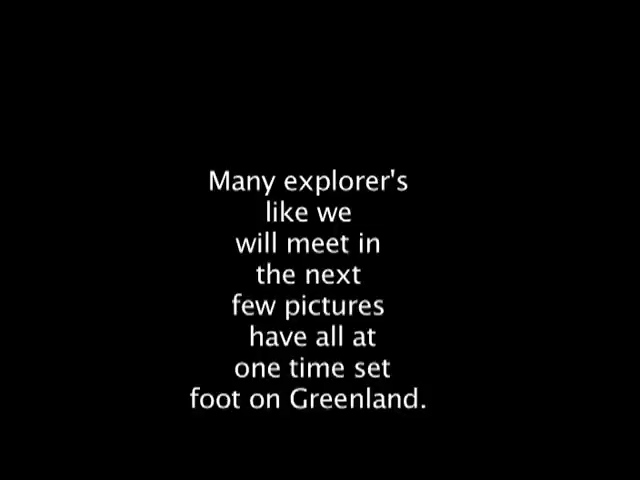 Many explorer's
like we
will meet in
the next
few pictures
have all at
one time set
foot on Greenland.